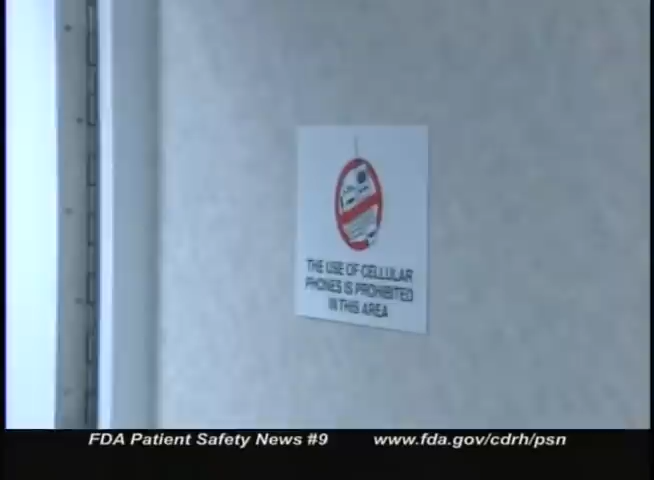 THE USE OF CELLULAR
PHONES IS PROHIBITED
IN THIS AREA
FDA Patient Safety News #9 www.fda.gov/cdrh/psn